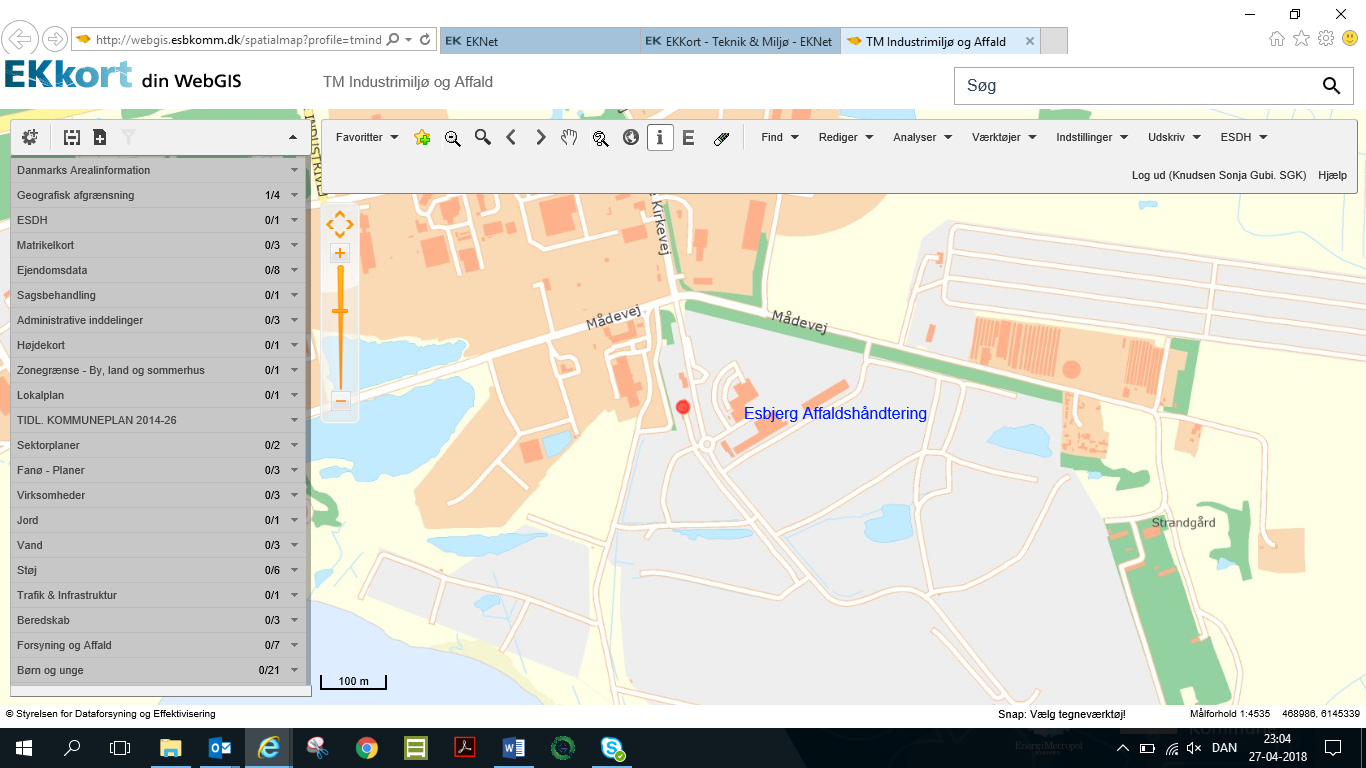 http://webgis.esbkomm.dk/spatialmap?profile=tmind
EK EKNet
EK EKKort - Teknik & Miljø - EKNet
TM Industrimiljø og Affald
EKkort din WebGIS
TM Industrimiljø og Affald
Søg
Favoritter
E
Find
Rediger
Analyser
Værktøjer
Indstillinger
Udskriv
ESDH
Log ud (Knudsen Sonja Gubi. SGK) Hjælp
Danmarks Arealinformation
Geografisk afgrænsning 1/4
ESDH 0/1
Matrikelkort 0/3
Ejendomsdata 0/8
Sagsbehandling 0/1
Administrative inddelinger 0/3
Højdekort 0/1
Zonegrænse - By, land og sommerhus 0/1
Lokalplan 0/1
TIDL. KOMMUNEPLAN 2014-26
Sektorplaner 0/2
Fanø - Planer 0/3
Virksomheder 0/3
Jord 0/1
Vand 0/3
Støj 0/6
Trafik & Infrastruktur 0/1
Beredskab 0/3
Forsyning og Affald 0/7
Børn og unge 0/21
INDUSTRIVEJ
Kirkevej
Mådevej
Mådevej
Esbjerg Affaldshåndtering
Strandgård
100 m
© Styrelsen for Dataforsyning og Effektivisering
Snap: Vælg tegneværktøj!
Målforhold 1:4535
468986, 6145339
DAN
23:04
27-04-2018